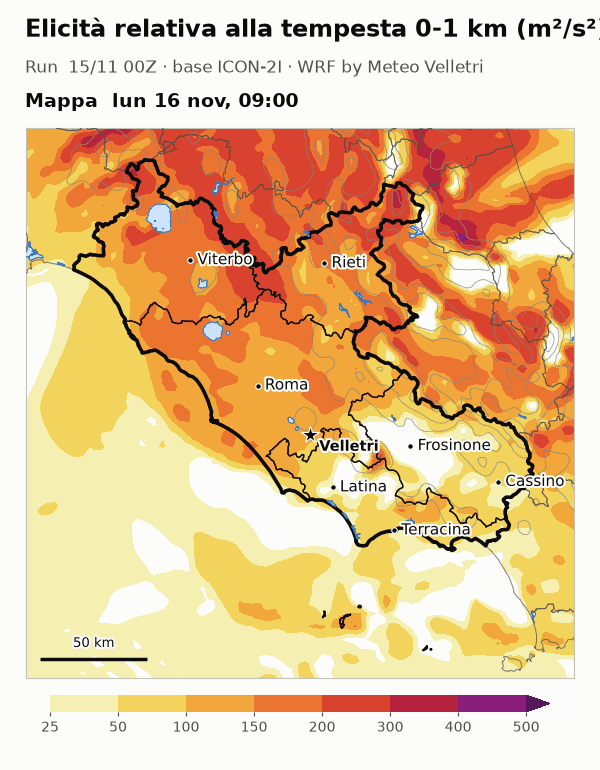 Elicità relativa alla tempesta 0-1 km (m²/s²)
Run 15/11 00Z · base ICON-2I · WRF by Meteo Velletri
Mappa lun 16 nov, 09:00
Viterbo
Rieti
Roma
Velletri
Frosinone
Latina
Cassino
Terracina
50 km
25 50 100 150 200 300 400 500